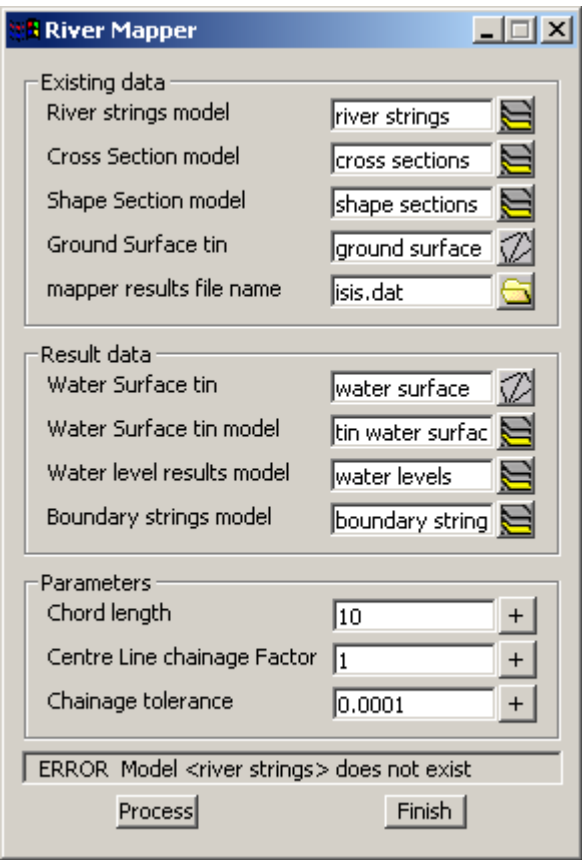 River Mapper
Existing data
River strings model river strings
Cross Section model cross sections
Shape Section model shape sections
Ground Surface tin ground surface
mapper results file name isis.dat
Result data
Water Surface tin water surface
Water Surface tin model tin water surfac
Water level results model water levels
Boundary strings model boundary string
Parameters
Chord length 10 +
Centre Line chainage Factor 1 +
Chainage tolerance 0.0001 +
ERROR Model <river strings> does not exist
Process Finish